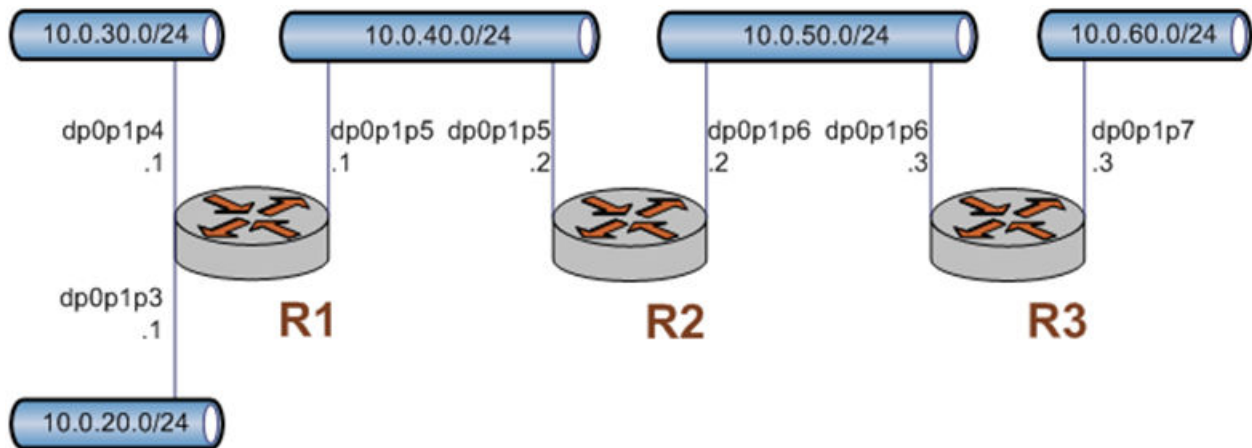 10.0.30.0/24
10.0.40.0/24
10.0.50.0/24
10.0.60.0/24
dp0p1p4
.1
dp0p1p5
.1
dp0p1p5
.2
dp0p1p6
.2
dp0p1p6
.3
dp0p1p7
.3
dp0p1p3
.1
R1
R2
R3
10.0.20.0/24